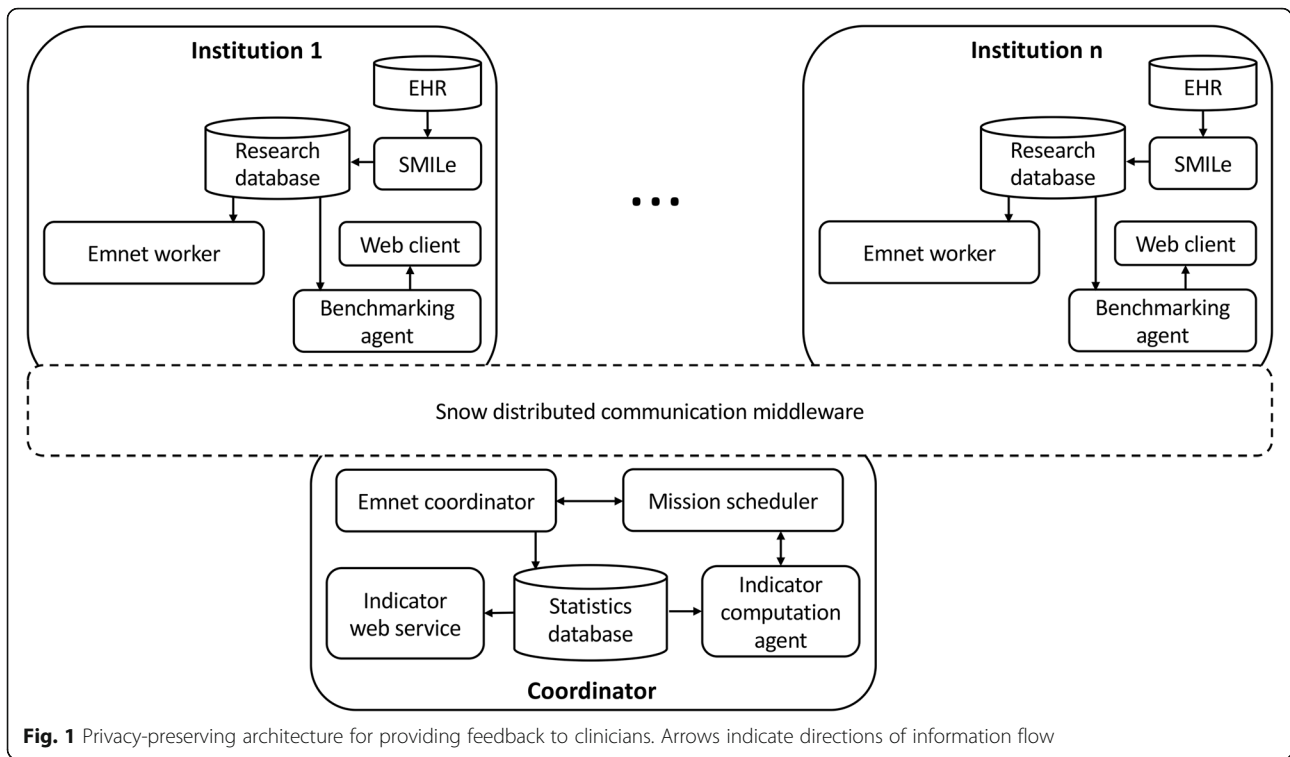 Institution 1
EHR
Research
database
SMILe
Emnet worker
Web client
Benchmarking
agent
...
Institution n
EHR
Research
database
SMILe
Emnet worker
Web client
Benchmarking
agent
Snow distributed communication middleware
Emnet coordinator
Mission scheduler
Indicator
web service
Statistics
database
Indicator
computation
agent
Coordinator
Fig. 1 Privacy-preserving architecture for providing feedback to clinicians. Arrows indicate directions of information flow